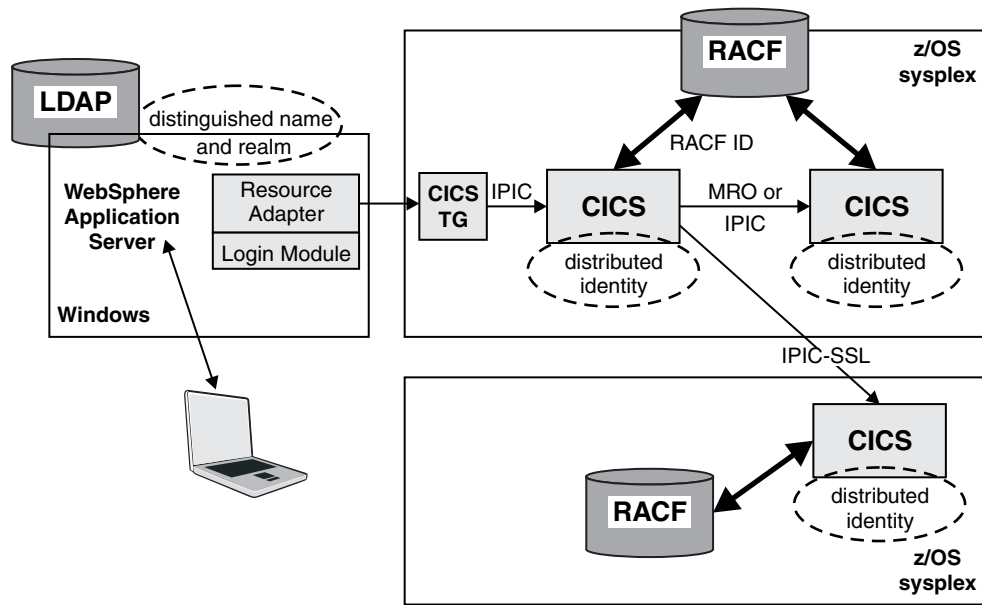 RACF
z/OS
sysplex
LDAP
distinguished name
and realm
RACF ID
WebSphere
Application
Server
Resource
Adapter
Login Module
CICS
TG
IPIC
CICS
MRO or
IPIC
CICS
distributed
identity
distributed
identity
Windows
IPIC-SSL
CICS
RACF
distributed
identity
z/OS
sysplex